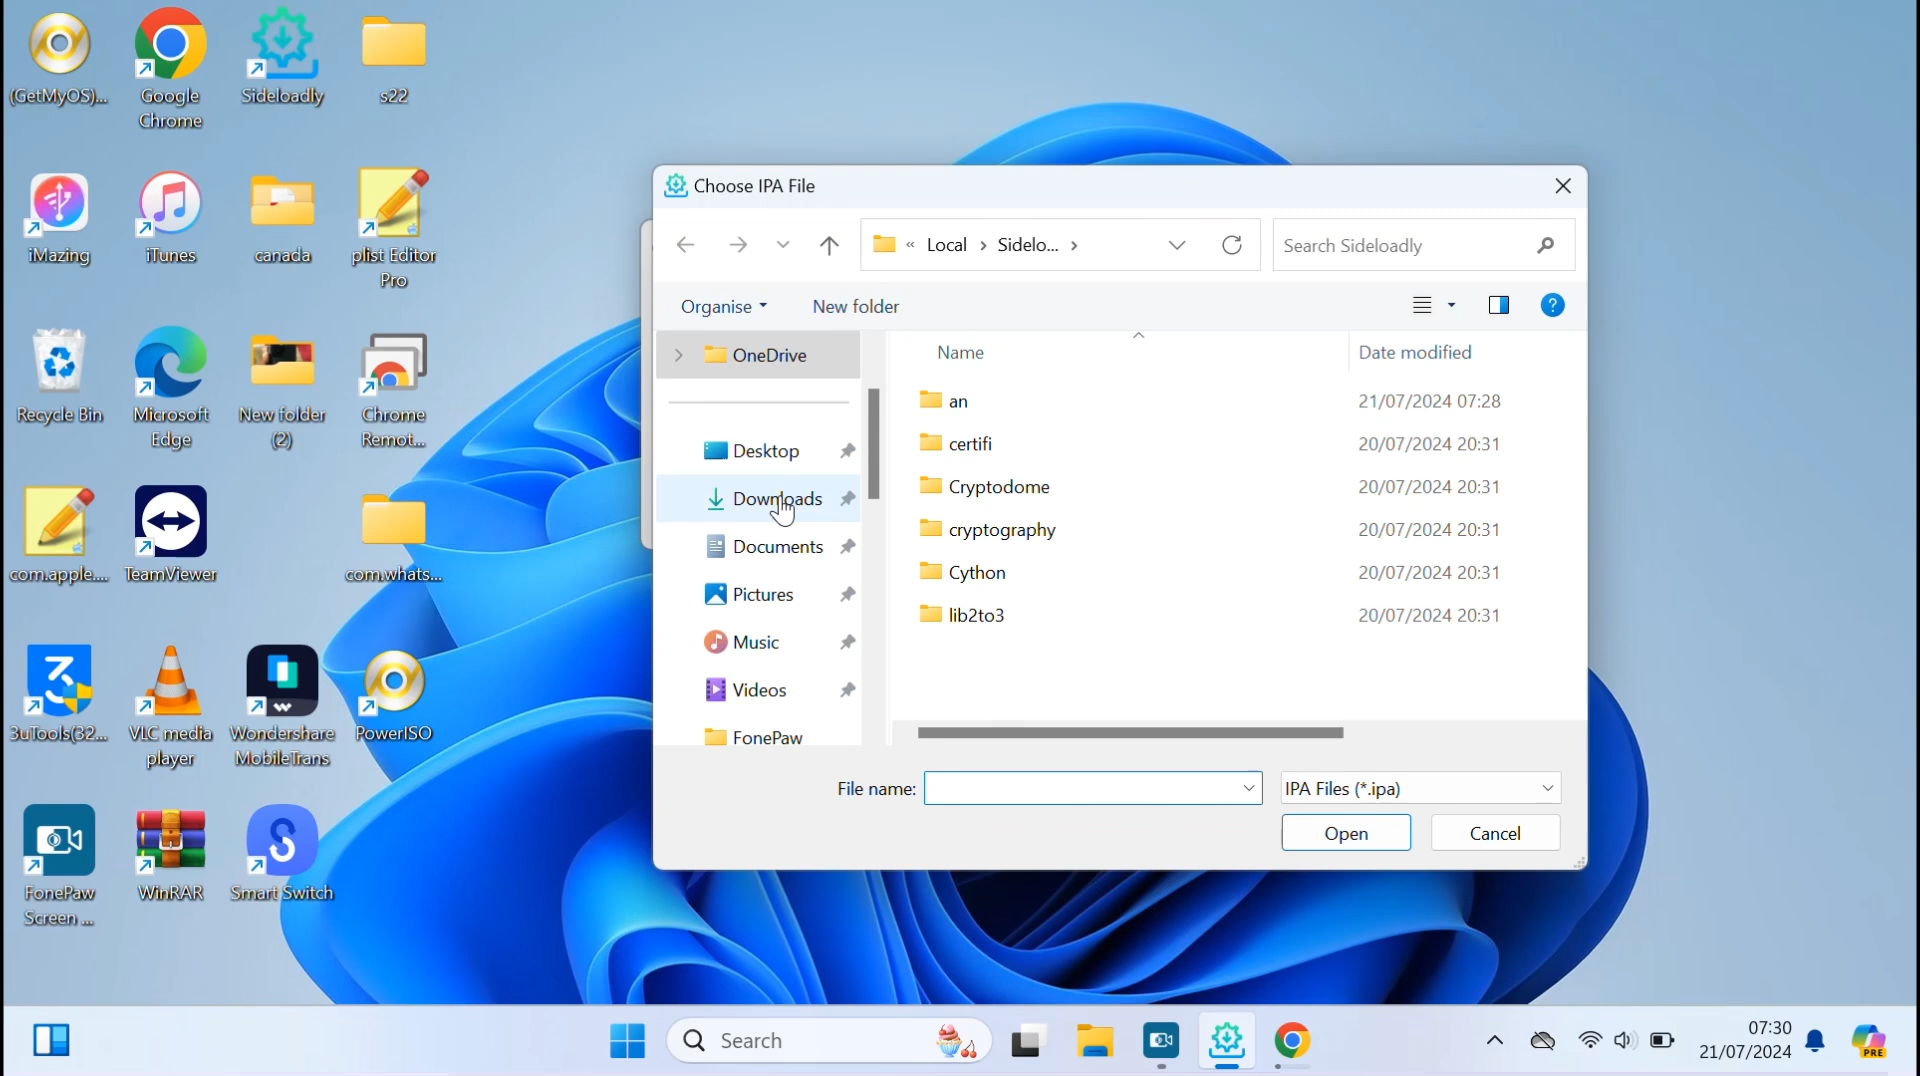 (GetMyOS)...
Google
Chrome
Sideloadly
s22
iMazing
iTunes
canada
plist Editor
Pro
Recycle Bin
Microsoft
Edge
New folder
(2)
Chrome
Remot...
com.apple....
TeamViewer
com.whats...
3uTools(32...
VLC media
player
Wondershare
MobileTrans
PowerISO
FonePaw
Screen ...
WinRAR
Smart Switch
Choose IPA File
« Local › Sidelo... ›
Search Sideloadly
Organise
New folder
OneDrive
Desktop
Downloads
Documents
Pictures
Music
Videos
FonePaw
Name Date modified
an 21/07/2024 07:28
certifi 20/07/2024 20:31
Cryptodome 20/07/2024 20:31
cryptography 20/07/2024 20:31
Cython 20/07/2024 20:31
lib2to3 20/07/2024 20:31
File name:
IPA Files (*.ipa)
Open
Cancel
Search
07:30
21/07/2024
PRE